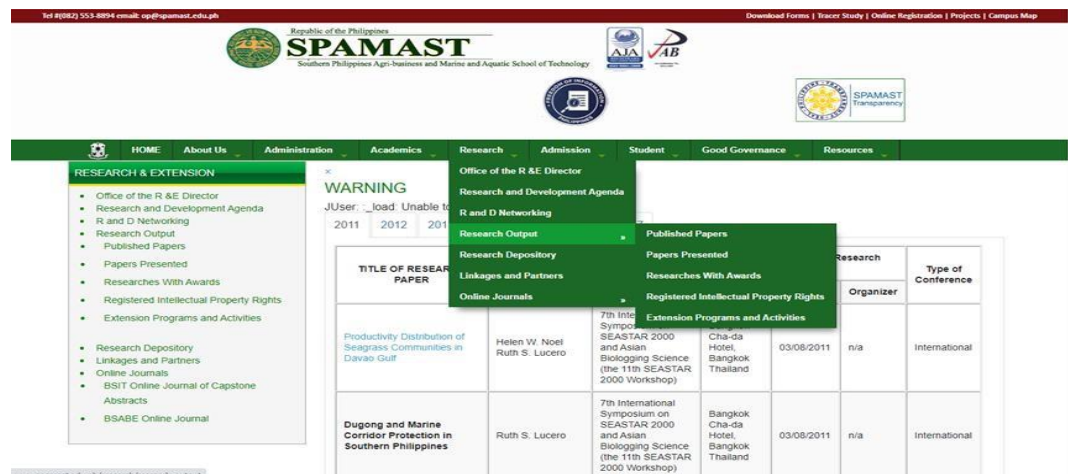 Tel #(082) 553-8894 email: op@spamast.edu.ph
Download Forms | Tracer Study | Online Registration | Projects | Campus Map
Republic of the Philippines
SPAMAST
Southern Philippines Agri-business and Marine and Aquatic School of Technology
AJA
JAB
SPAMAST
Transparency
HOME About Us Administration Academics Research Admission Student Good Governance Resources
RESEARCH & EXTENSION
Office of the R &E Director
Research and Development Agenda
R and D Networking
Research Output
Published Papers
Papers Presented
Researches With Awards
Registered Intellectual Property Rights
Extension Programs and Activities
Research Depository
Linkages and Partners
Online Journals
BSIT Online Journal of Capstone
Abstracts
BSABE Online Journal
Office of the R &E Director
Research and Development Agenda
R and D Networking
Research Output »
Research Depository
Linkages and Partners
Online Journals »
Published Papers
Papers Presented
Researches With Awards
Registered Intellectual Property Rights
Extension Programs and Activities
×
WARNING
JUser: :_load: Unable to
2011 2012 201
TITLE OF RESEAR
PAPER
Research
Organizer
Type of
Conference
Productivity Distribution of
Seagrass Communities in
Davao Gulf
Helen W. Noel
Ruth S. Lucero
7th Inte
Sympos
SEASTAR 2000
and Asian
Biologging Science
(the 11th SEASTAR
2000 Workshop)
Cha-da
Hotel,
Bangkok
Thailand
03/08/2011
n/a
International
Dugong and Marine
Corridor Protection in
Southern Philippines
Ruth S. Lucero
7th International
Symposium on
SEASTAR 2000
and Asian
Biologging Science
(the 11th SEASTAR
2000 Workshop)
Bangkok
Cha-da
Hotel,
Bangkok
Thailand
03/08/2011
n/a
International